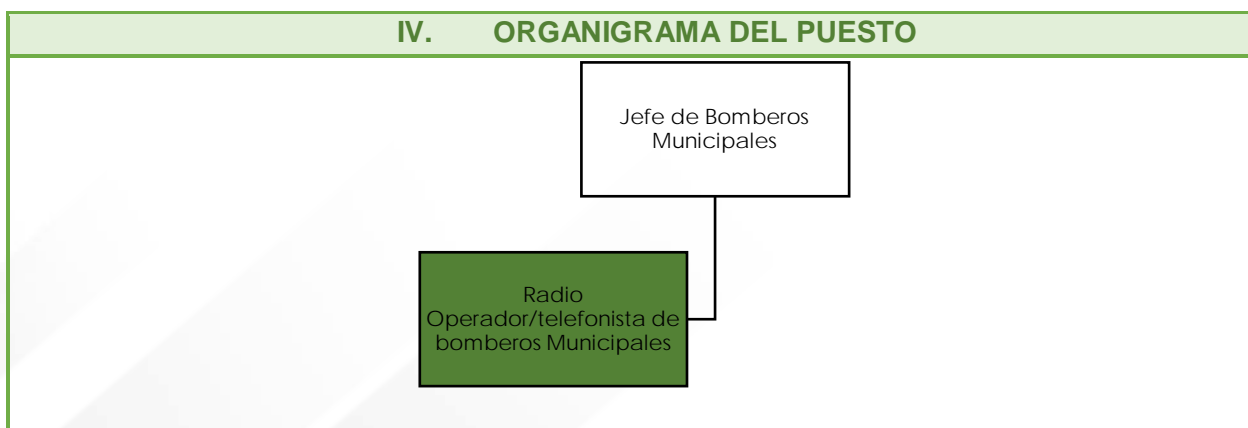 IV. ORGANIGRAMA DEL PUESTO
Jefe de Bomberos
Municipales
Radio
Operador/telefonista de
bomberos Municipales